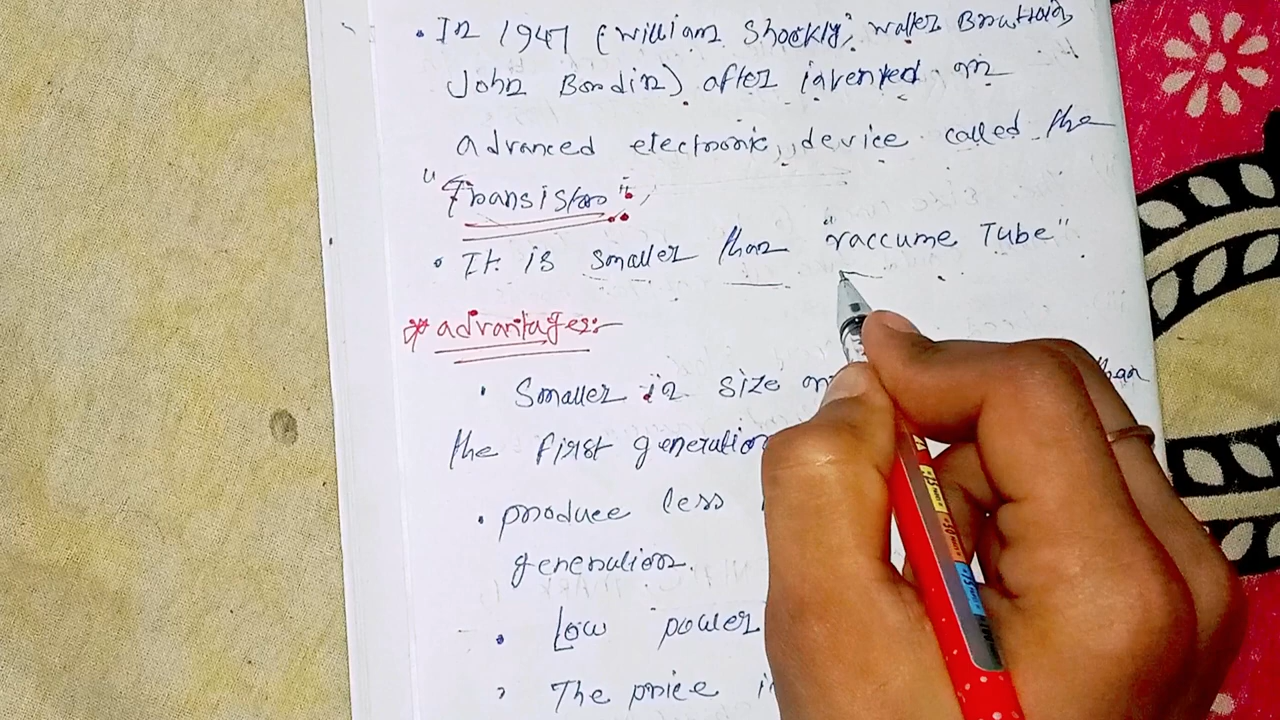 • In 1947 (William Shockly, walter Brattain,
John Bardin) after invented an
advanced electronic, device called the
"Transistor"
• It is smaller than "vaccume Tube"
* advantages:-
• Smaller in size than
the first generation
• produce less
generation.
• Low power
• The price